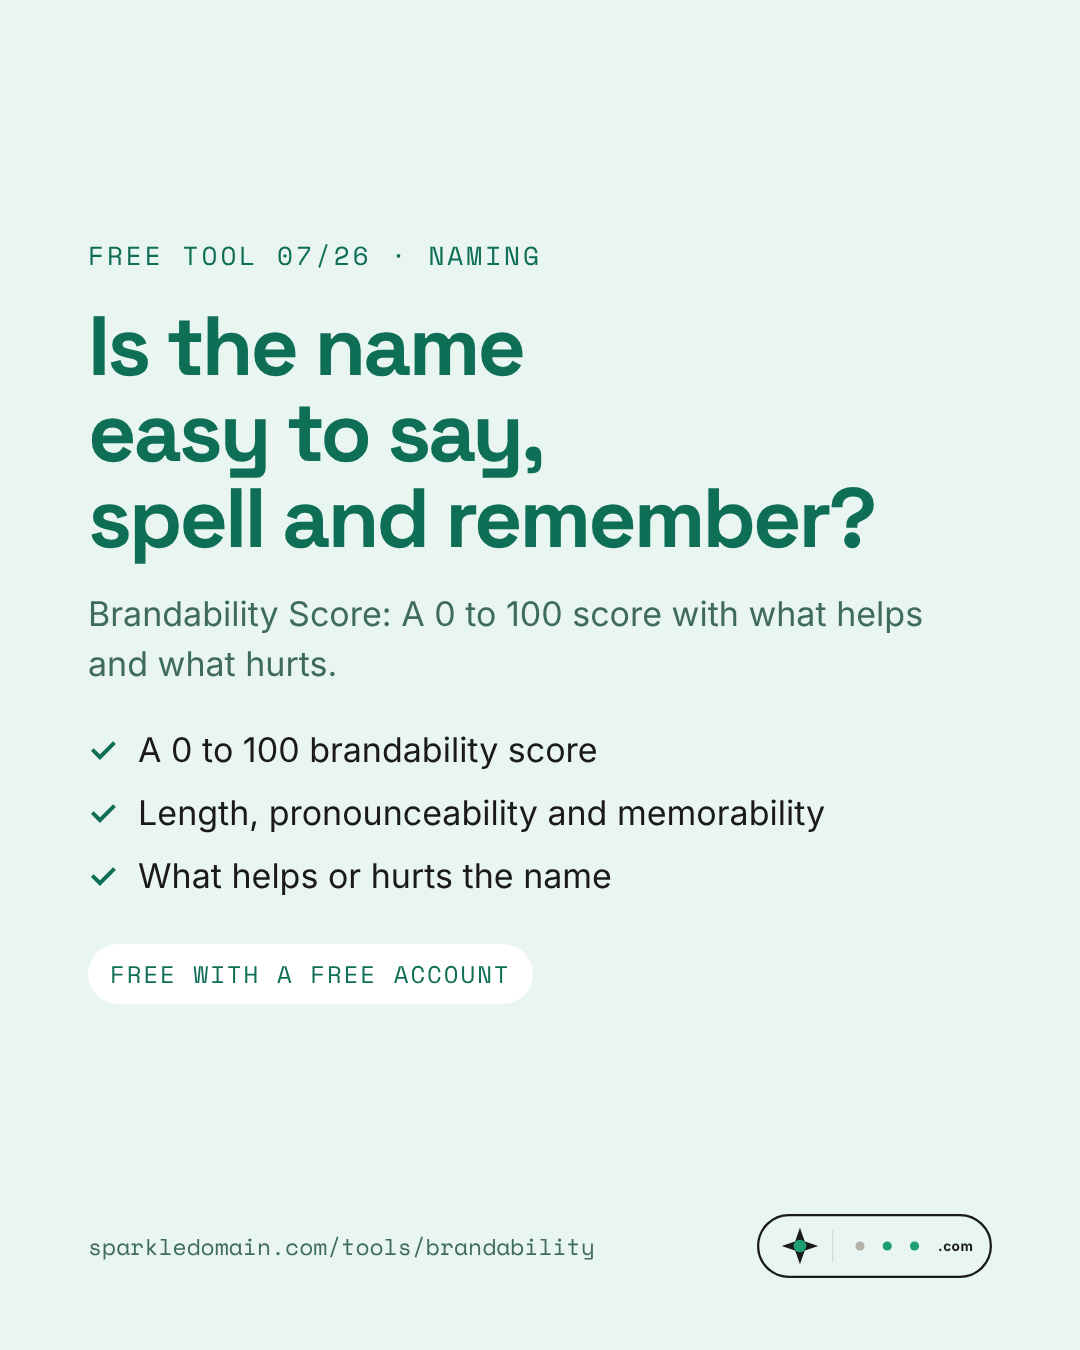 FREE TOOL 07/26 · NAMING
Is the name
easy to say,
spell and remember?
Brandability Score: A 0 to 100 score with what helps
and what hurts.
A 0 to 100 brandability score
Length, pronounceability and memorability
What helps or hurts the name
FREE WITH A FREE ACCOUNT
sparkledomain.com/tools/brandability
.com